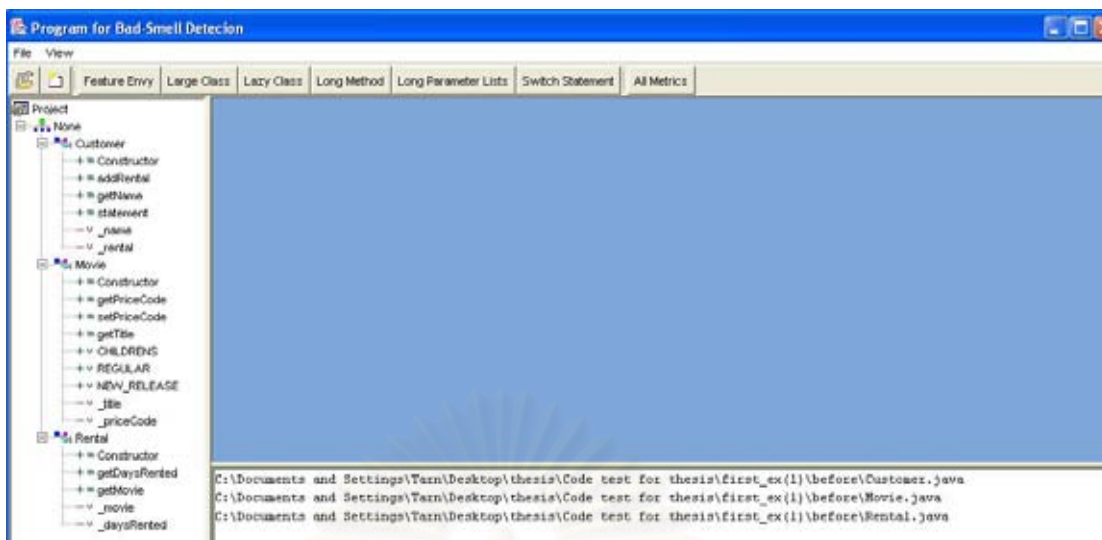 Program for Bad-Smell Detecion
File View
Feature Envy Large Class Lazy Class Long Method Long Parameter Lists Switch Statement All Metrics
Project
None
Customer
+ m Constructor
+ m addRental
+ m getName
+ m statement
- v _name
- v _rental
Movie
+ m Constructor
+ m getPriceCode
+ m setPriceCode
+ m getTitle
+ v CHILDRENS
+ v REGULAR
+ v NEW_RELEASE
- v _title
- v _priceCode
Rental
+ m Constructor
+ m getDaysRented
+ m getMovie
- v _movie
- v _daysRented
C:\Documents and Settings\Tarn\Desktop\thesis\Code test for thesis\first_ex(1)\before\Customer.java
C:\Documents and Settings\Tarn\Desktop\thesis\Code test for thesis\first_ex(1)\before\Movie.java
C:\Documents and Settings\Tarn\Desktop\thesis\Code test for thesis\first_ex(1)\before\Rental.java